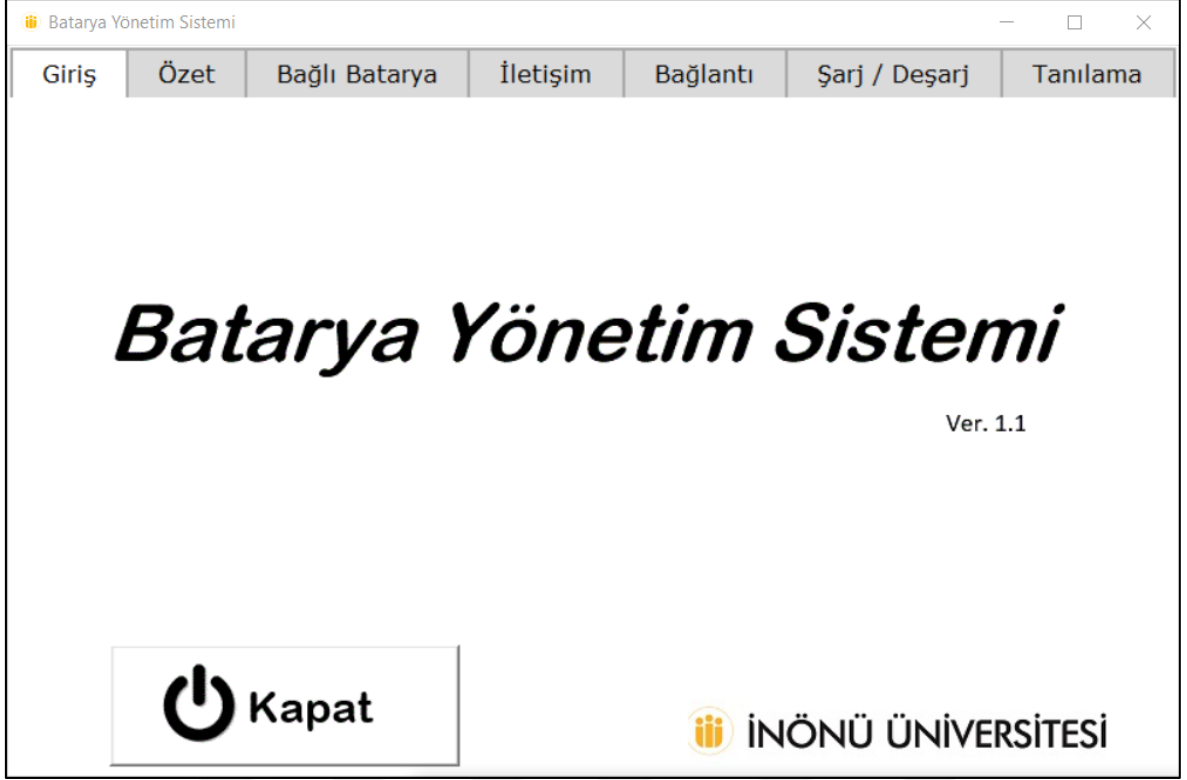 Batarya Yönetim Sistemi
Giriş Özet Bağlı Batarya İletişim Bağlantı Şarj / Deşarj Tanılama
Batarya Yönetim Sistemi
Ver. 1.1
Kapat
İNÖNÜ ÜNİVERSİTESİ